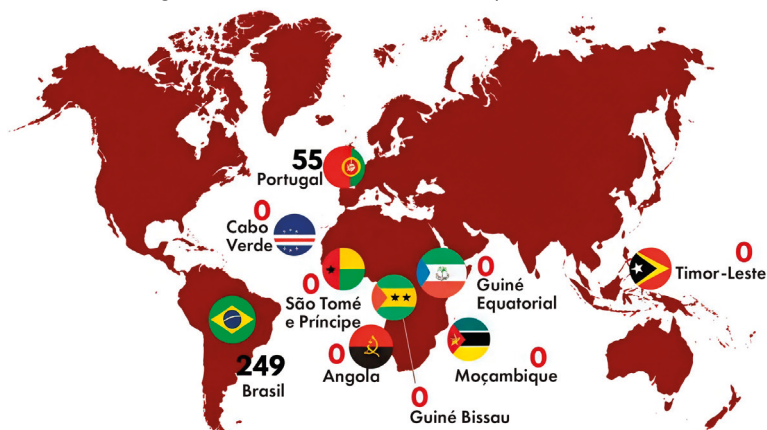 55
Portugal
0
Cabo
Verde
0
São Tomé
e Príncipe
0
Guiné
Equatorial
0
Timor-Leste
249
Brasil
0
Angola
0
Moçambique
0
Guiné Bissau